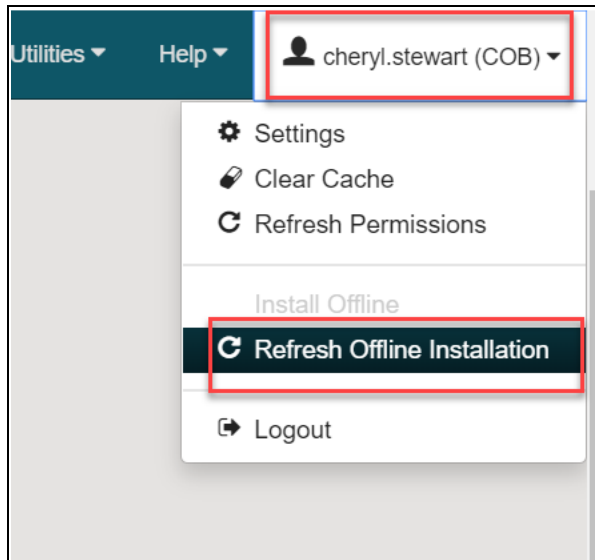 Utilities Help cheryl.stewart (COB)
Settings
Clear Cache
Refresh Permissions
Install Offline
Refresh Offline Installation
Logout